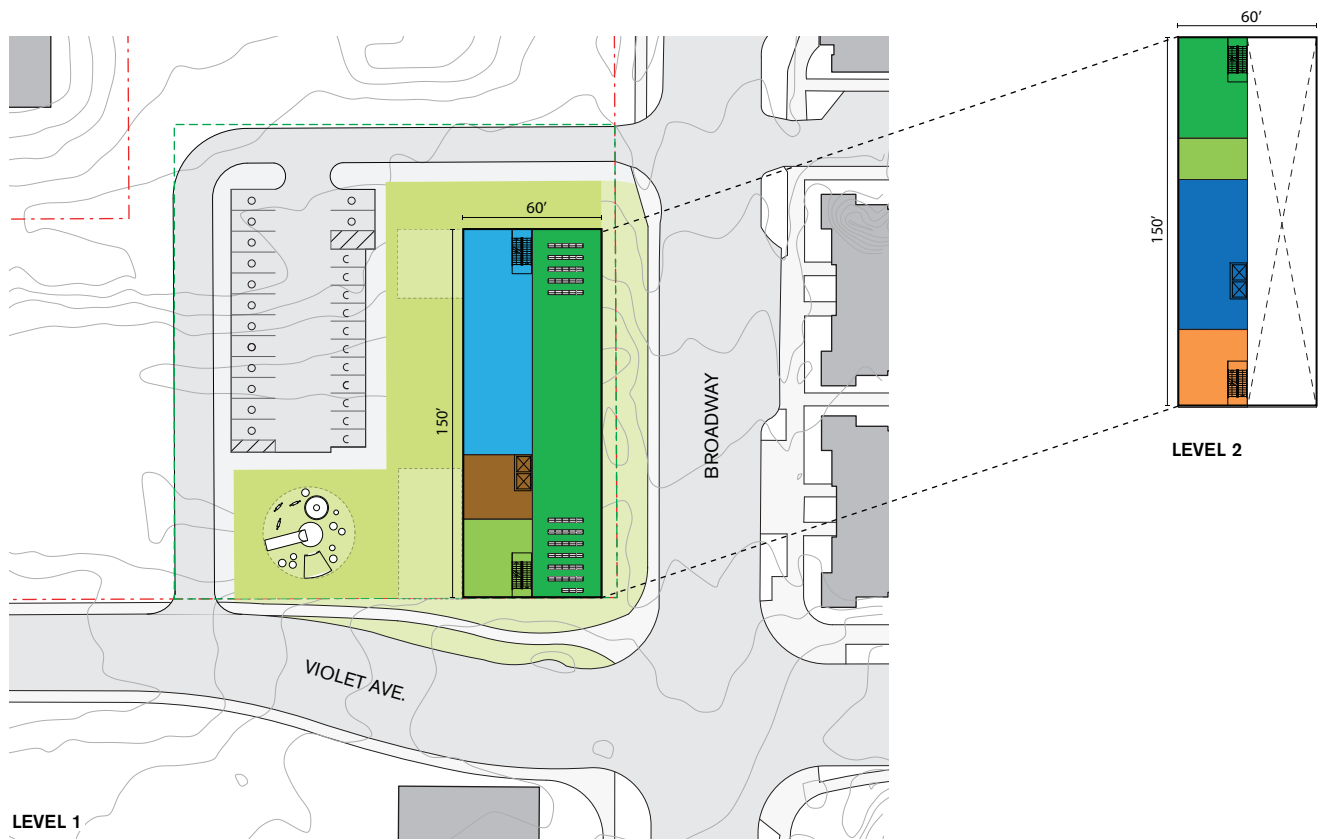 60’
150’
LEVEL 2
60’
150’
BROADWAY
VIOLET AVE.
LEVEL 1